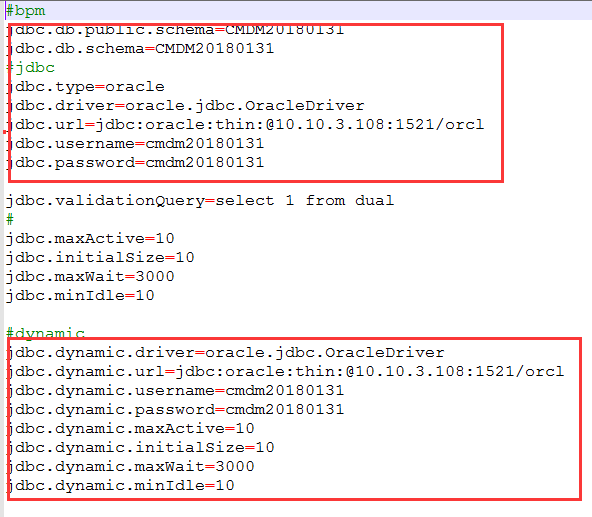 #bpm
jdbc.db.public.schema=CMDM20180131
jdbc.db.schema=CMDM20180131
#jdbc
jdbc.type=oracle
jdbc.driver=oracle.jdbc.OracleDriver
jdbc.url=jdbc:oracle:thin:@10.10.3.108:1521/orcl
jdbc.username=cmdm20180131
jdbc.password=cmdm20180131
jdbc.validationQuery=select 1 from dual
#
jdbc.maxActive=10
jdbc.initialSize=10
jdbc.maxWait=3000
jdbc.minIdle=10
#dynamic
jdbc.dynamic.driver=oracle.jdbc.OracleDriver
jdbc.dynamic.url=jdbc:oracle:thin:@10.10.3.108:1521/orcl
jdbc.dynamic.username=cmdm20180131
jdbc.dynamic.password=cmdm20180131
jdbc.dynamic.maxActive=10
jdbc.dynamic.initialSize=10
jdbc.dynamic.maxWait=3000
jdbc.dynamic.minIdle=10